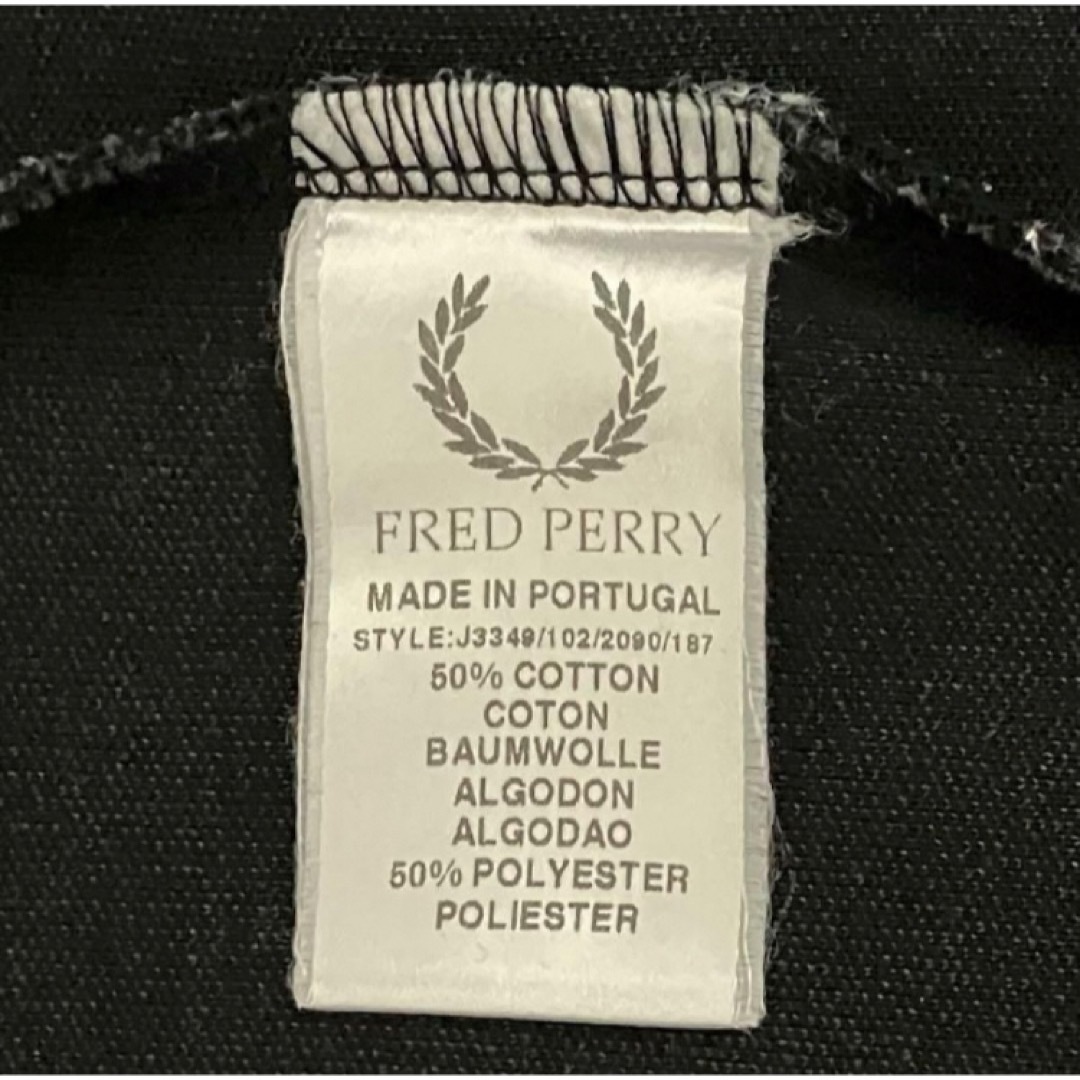 FRED PERRY
MADE IN PORTUGAL
STYLE:J3349/102/2090/187
50% COTTON
COTON
BAUMWOLLE
ALGODON
ALGODAO
50% POLYESTER
POLIESTER